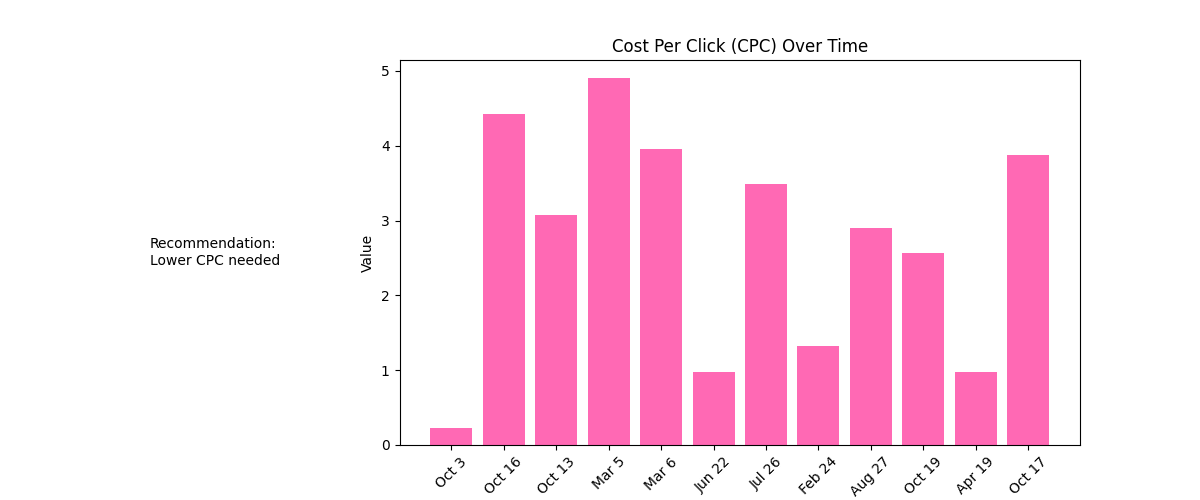 Cost Per Click (CPC) Over Time
Recommendation:
Lower CPC needed
Value
5
4
3
2
1
0
Oct 3
Oct 16
Oct 13
Mar 5
Mar 6
Jun 22
Jul 26
Feb 24
Aug 27
Oct 19
Apr 19
Oct 17